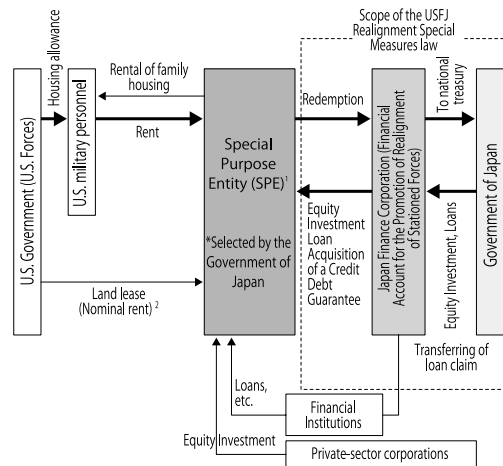 Scope of the USFJ
Realignment Special
Measures law
Housing allowance
Rental of family
housing
Redemption
To national
treasury
U.S. Government (U.S. Forces)
U.S. military personnel
Rent
Special
Purpose
Entity (SPE)1
*Selected by the
Government of
Japan
Equity
Investment
Loan
Acquisition
of a Credit
Debt
Guarantee
Japan Finance Corporation (Financial
Account for the Promotion of Realignment
of Stationed Forces)
Equity Investment, Loans
Government of Japan
Land lease
(Nominal rent) 2
Transferring of
loan claim
Loans,
etc.
Financial
Institutions
Equity Investment
Private-sector corporations